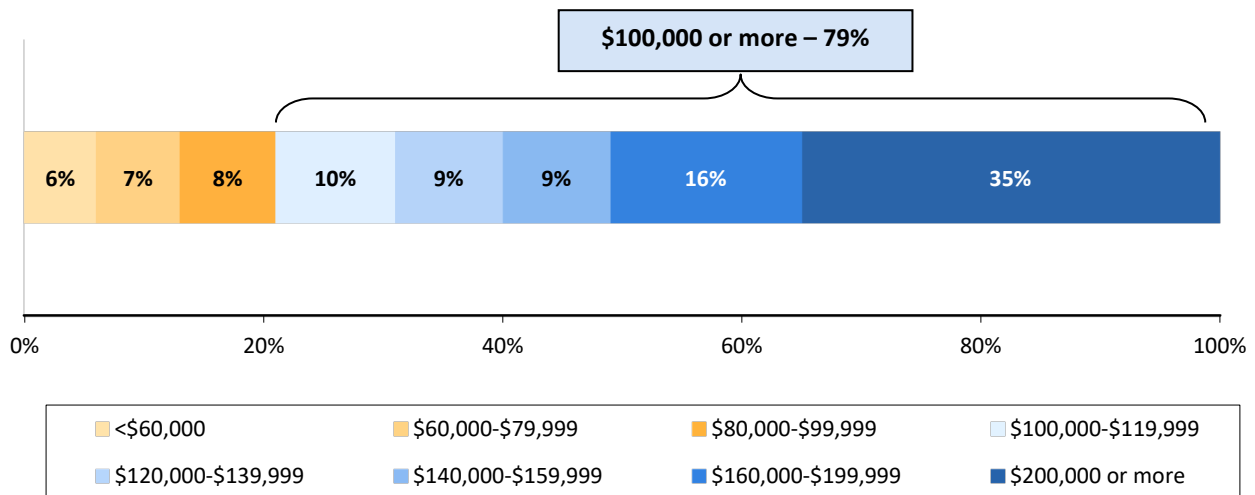 $100,000 or more – 79%
6% 7% 8% 10% 9% 9% 16% 35%
0% 20% 40% 60% 80% 100%
<$60,000 $60,000-$79,999 $80,000-$99,999 $100,000-$119,999
$120,000-$139,999 $140,000-$159,999 $160,000-$199,999 $200,000 or more